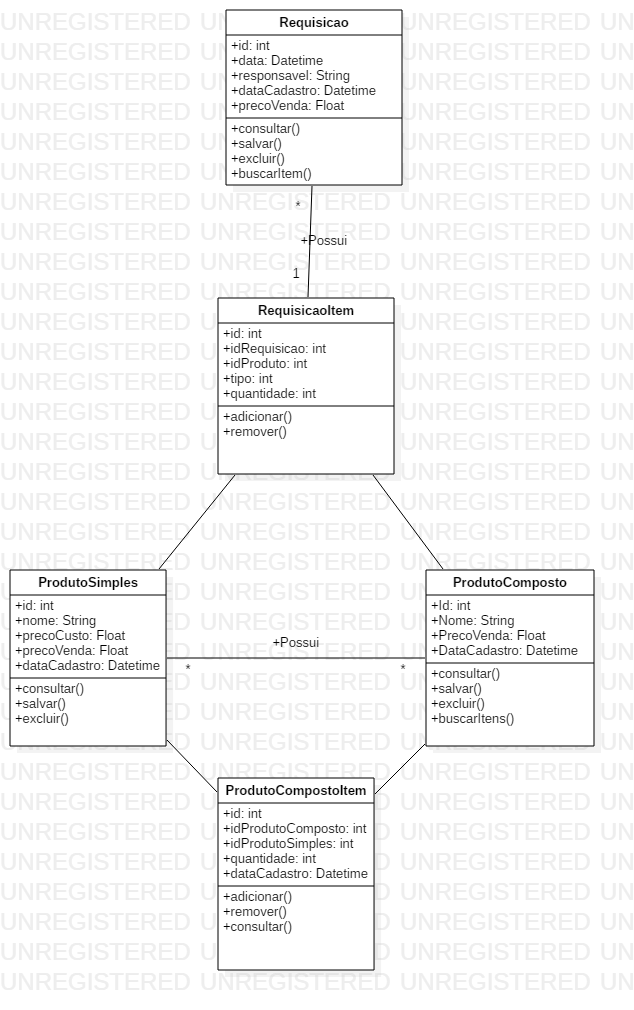 Requisicao
+id: int
+data: Datetime
+responsavel: String
+dataCadastro: Datetime
+precoVenda: Float
+consultar()
+salvar()
+excluir()
+buscarItem()
*
+Possui
1
RequisicaoItem
+id: int
+idRequisicao: int
+idProduto: int
+tipo: int
+quantidade: int
+adicionar()
+remover()
ProdutoSimples
+id: int
+nome: String
+precoCusto: Float
+precoVenda: Float
+dataCadastro: Datetime
+consultar()
+salvar()
+excluir()
+Possui
*
*
ProdutoComposto
+Id: int
+Nome: String
+PrecoVenda: Float
+DataCadastro: Datetime
+consultar()
+salvar()
+excluir()
+buscarItens()
ProdutoCompostoItem
+id: int
+idProdutoComposto: int
+idProdutoSimples: int
+quantidade: int
+dataCadastro: Datetime
+adicionar()
+remover()
+consultar()
UNREGISTERED